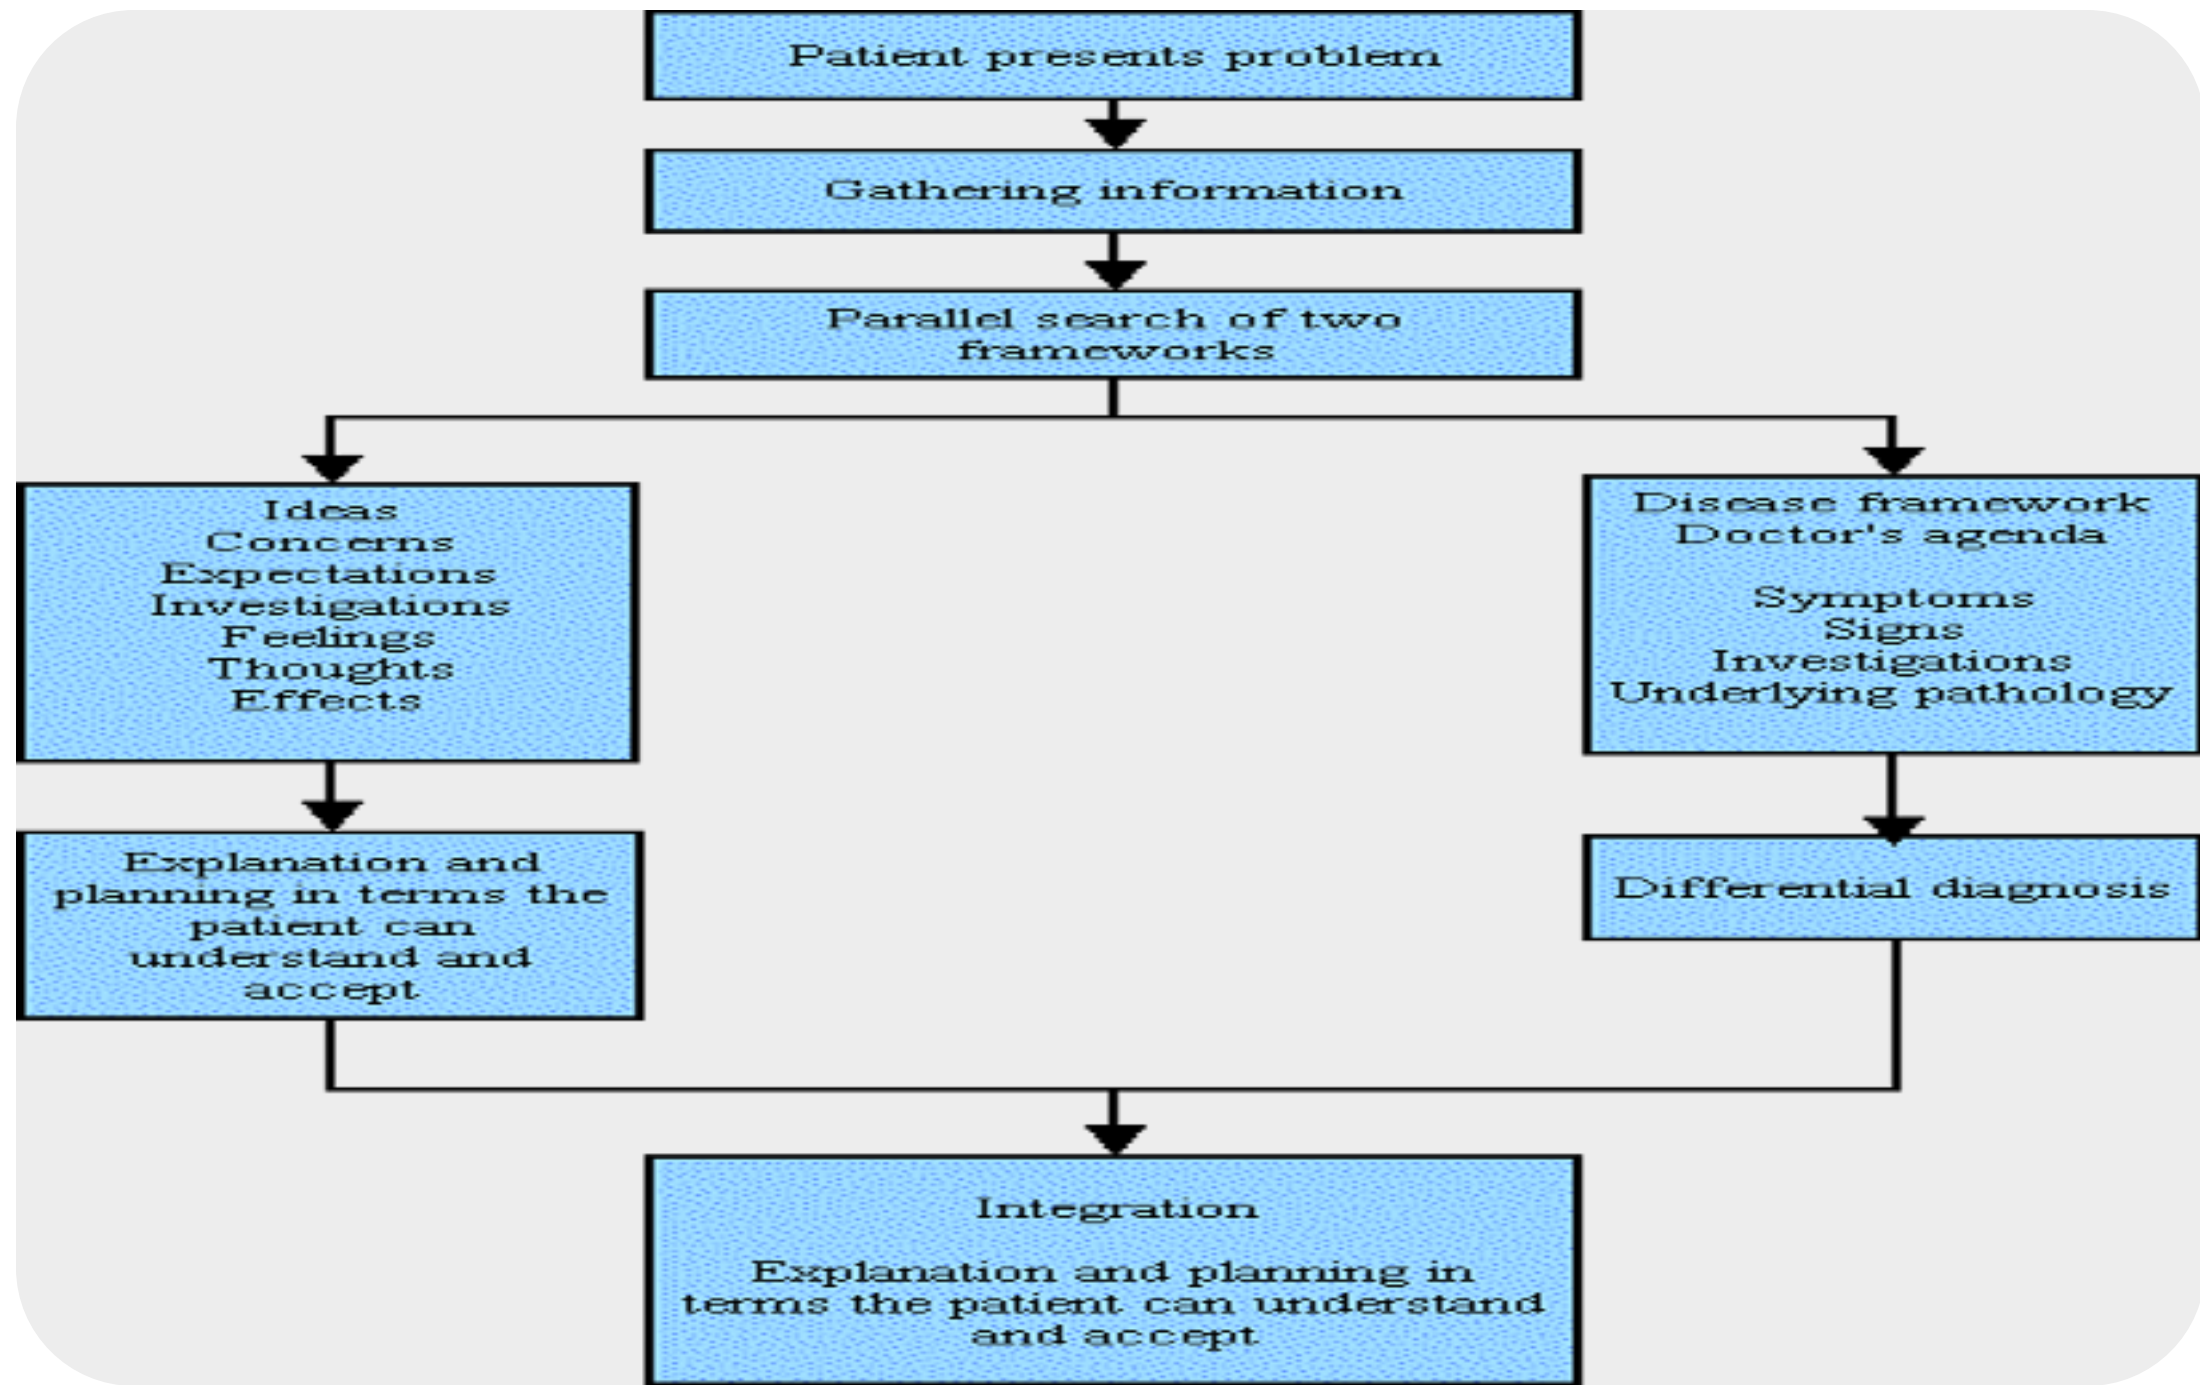 Patient presents problem
Gathering information
Parallel search of two
frameworks
Ideas
Concerns
Expectations
Investigations
Feelings
Thoughts
Effects
Disease framework
Doctor's agenda
Symptoms
Signs
Investigations
Underlying pathology
Explanation and
planning in terms the
patient can
understand and
accept
Differential diagnosis
Integration
Explanation and planning in
terms the patient can understand
and accept